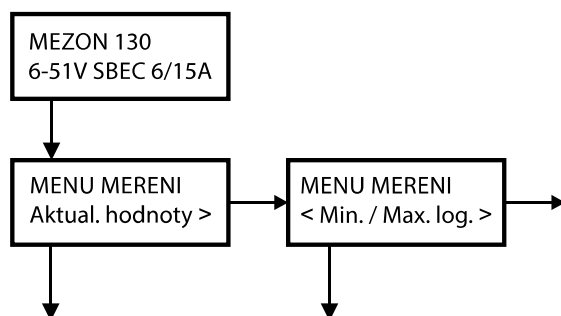 MEZON 130
6-51V SBEC 6/15A
MENU MERENI
Aktual. hodnoty >
MENU MERENI
< Min. / Max. log. >